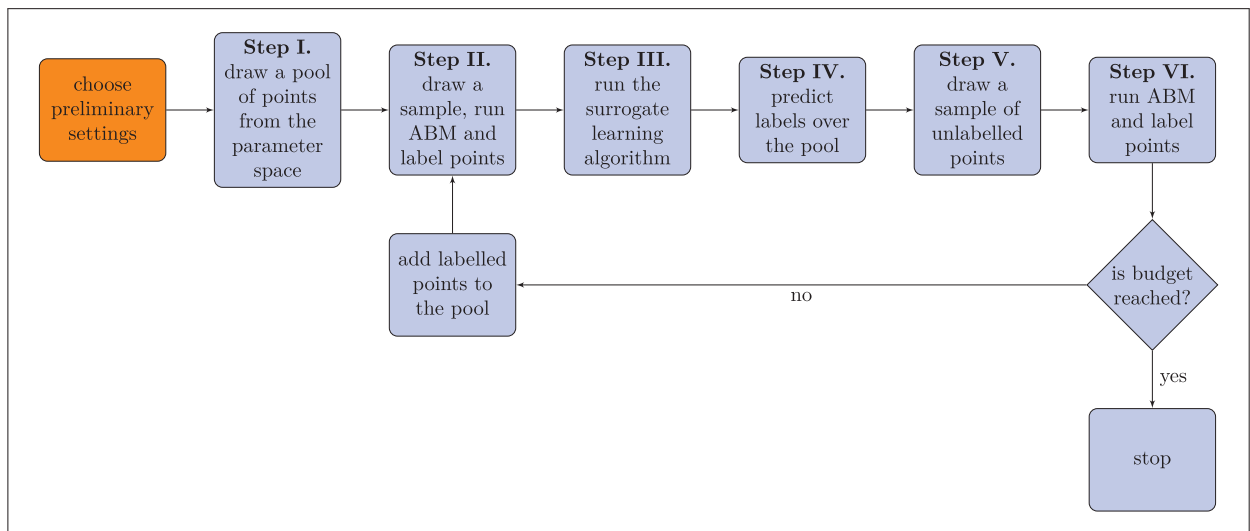 choose
preliminary
settings
Step I.
draw a pool
of points
from the
parameter
space
Step II.
draw a
sample, run
ABM and
label points
Step III.
run the
surrogate
learning
algorithm
Step IV.
predict
labels over
the pool
Step V.
draw a
sample of
unlabelled
points
Step VI.
run ABM
and label
points
add labelled
points to
the pool
no
is budget
reached?
yes
stop